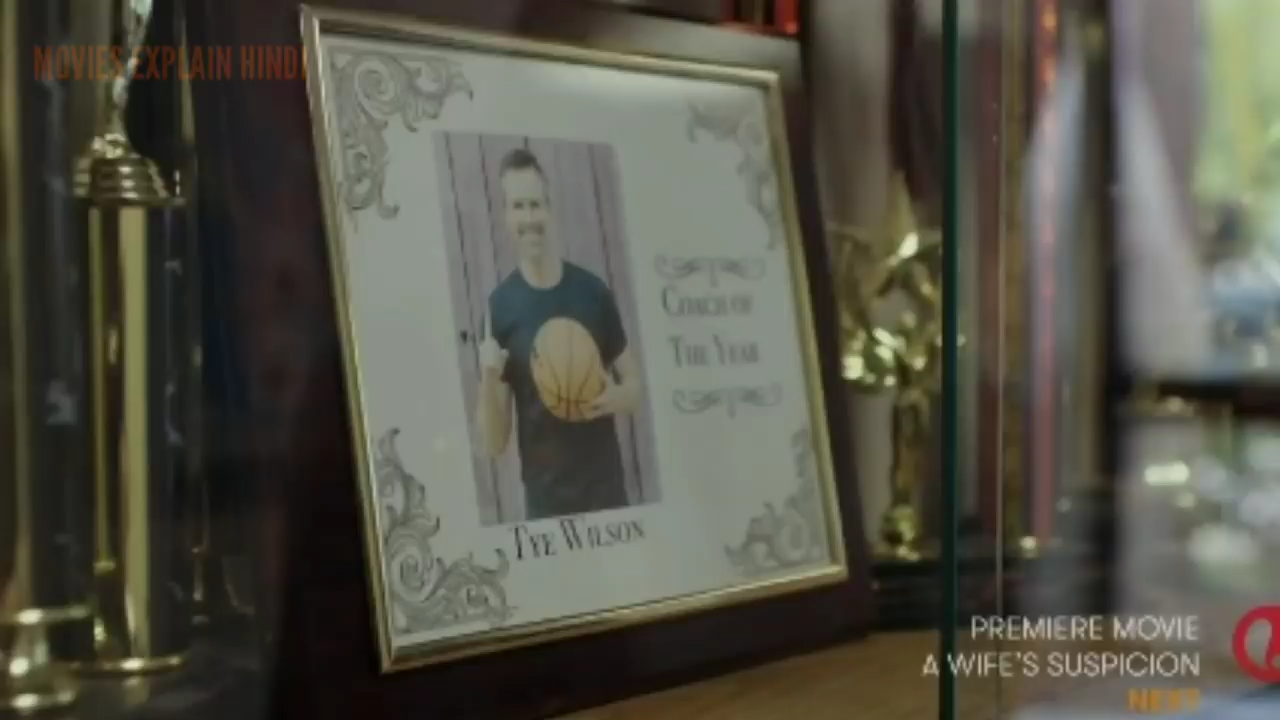 MOVIES EXPLAIN HINDI
COACH OF
THE YEAR
TYE WILSON
PREMIERE MOVIE
A WIFE'S SUSPICION
NEXT